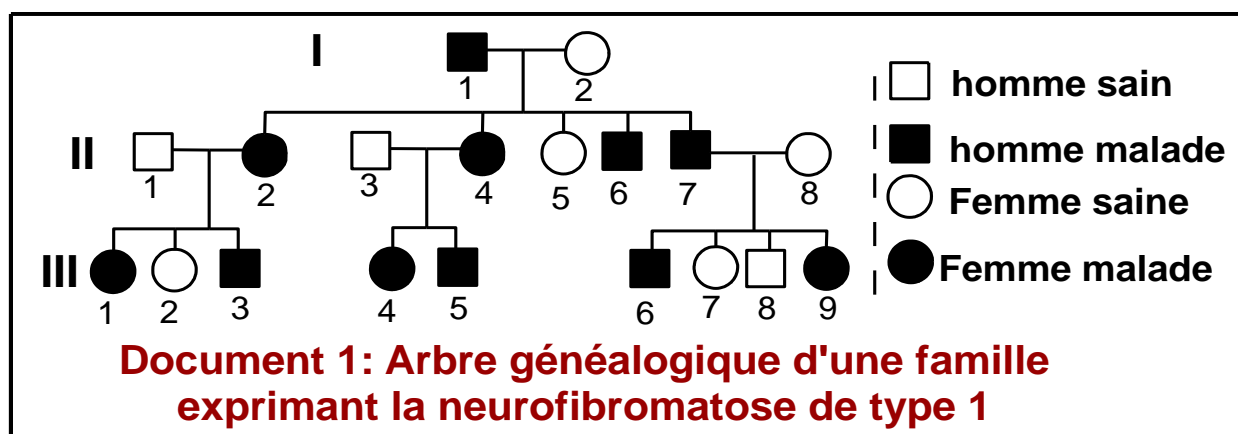 I
1
2
homme sain
homme malade
Femme saine
Femme malade
II
1
2
3
4
5
6
7
8
III
1
2
3
4
5
6
7
8
9
Document 1: Arbre généalogique d'une famille
exprimant la neurofibromatose de type 1